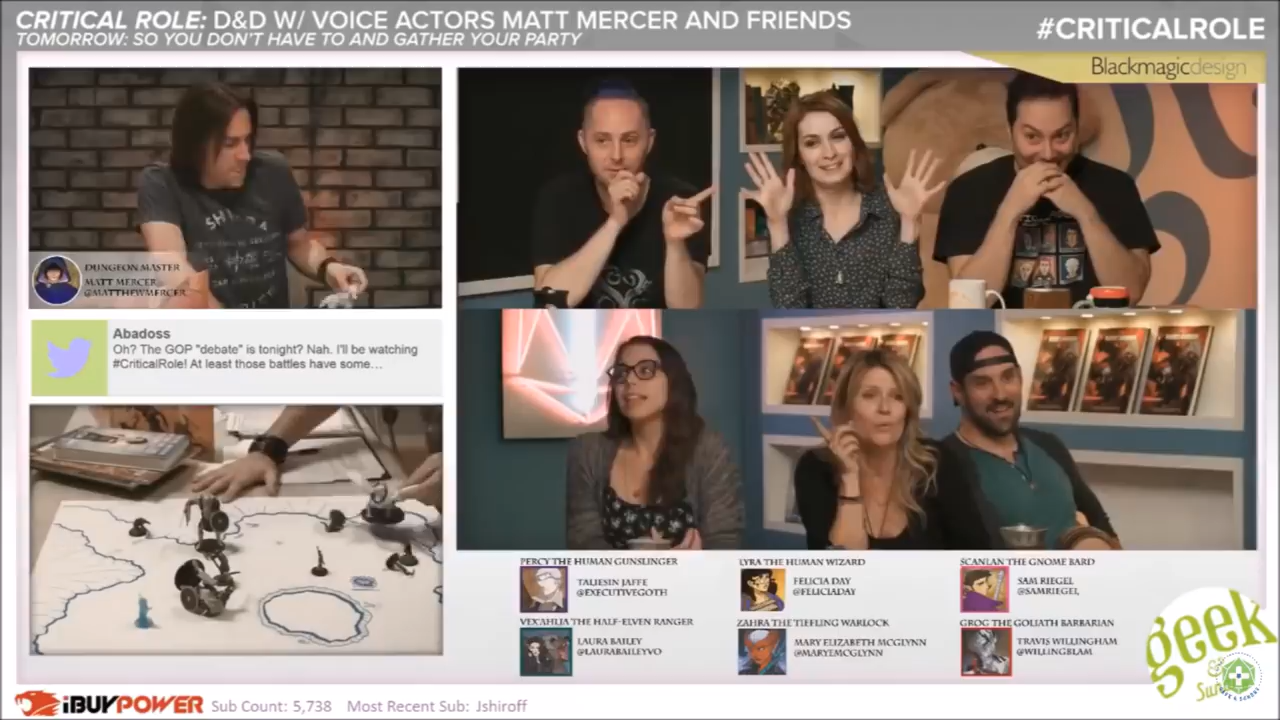 CRITICAL ROLE: D&D W/ VOICE ACTORS MATT MERCER AND FRIENDS
TOMORROW: SO YOU DON'T HAVE TO AND GATHER YOUR PARTY
#CRITICALROLE
Blackmagicdesign
DUNGEON MASTER
MATT MERCER
@MATTHEWMERCER
Abadoss
Oh? The GOP "debate" is tonight? Nah. I'll be watching
#CriticalRole! At least those battles have some...
PERCY THE HUMAN GUNSLINGER
TALIESIN JAFFE
@EXECUTIVEGOTH
LYRA THE HUMAN WIZARD
FELICIA DAY
@FELICIADAY
SCANLAN THE GNOME BARD
SAM RIEGEL
@SAMRIEGEL
VEX'AHLIA THE HALF-ELVEN RANGER
LAURA BAILEY
@LAURABAILEYVO
ZAHRA THE TIEFLING WARLOCK
MARY ELIZABETH MCGLYNN
@MARYEMCGLYNN
GROG THE GOLIATH BARBARIAN
TRAVIS WILLINGHAM
@WILLINGBLAM
geek
&
iBUYPOWER
Sub Count: 5,738 Most Recent Sub: Jshiroff